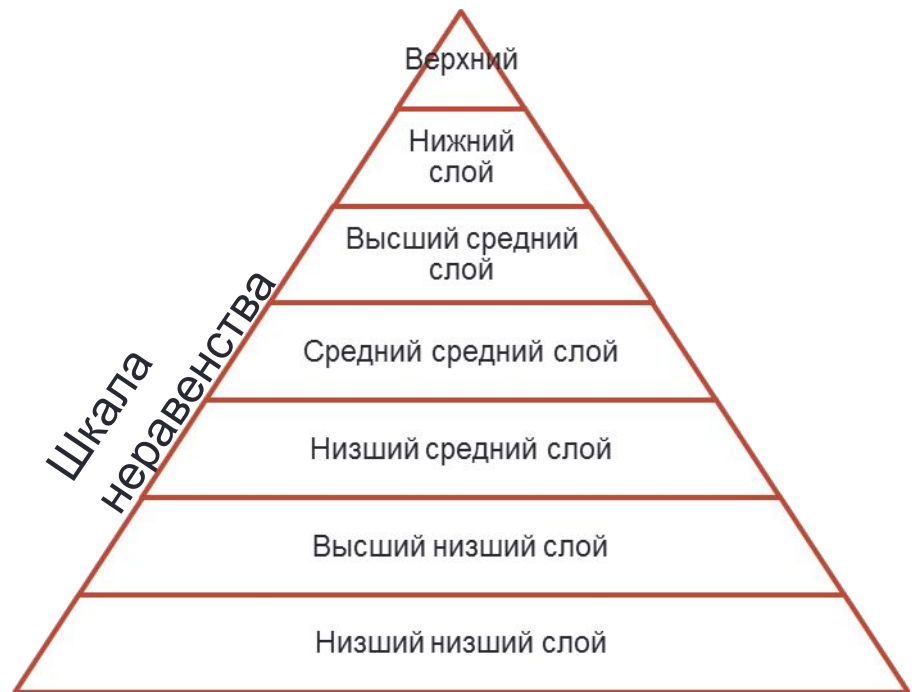 Верхний
Нижний
слой
Высший средний
слой
Средний средний слой
Низший средний слой
Высший низший слой
Низший низший слой
Шкала
неравенства